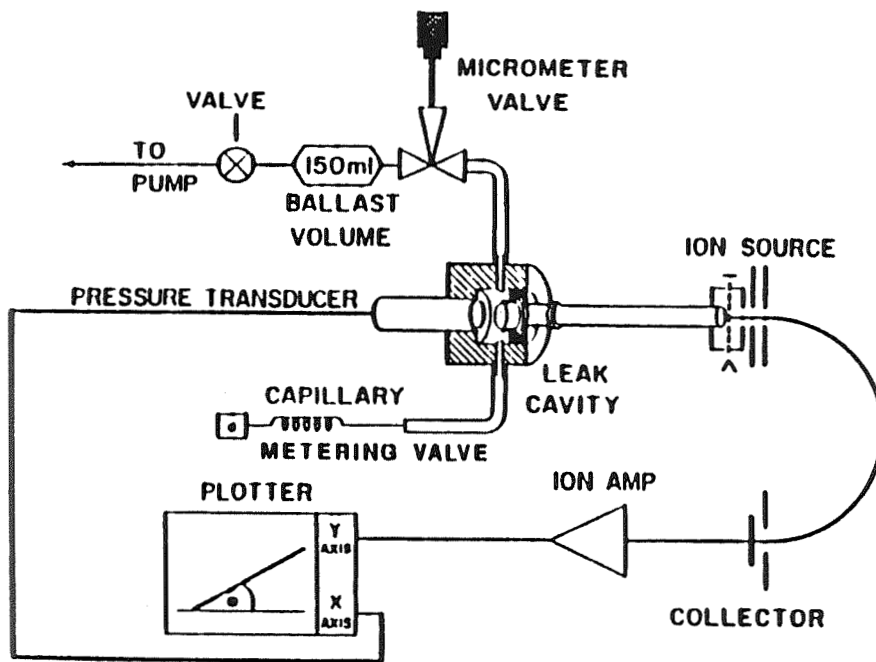 MICROMETER
VALVE
VALVE
TO
PUMP
150ml
BALLAST
VOLUME
ION SOURCE
PRESSURE TRANSDUCER
LEAK
CAVITY
CAPILLARY
METERING VALVE
PLOTTER
ION AMP
Y
AXIS
X
AXIS
θ
COLLECTOR